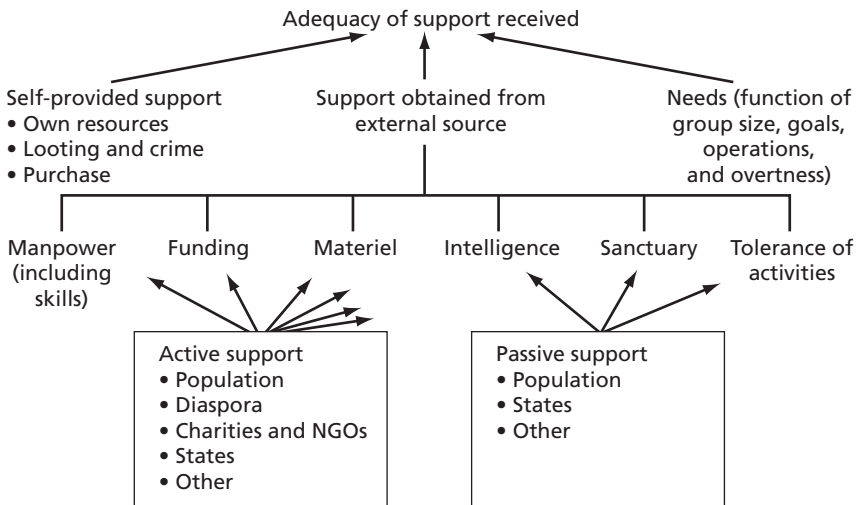 Adequacy of support received
Self-provided support
• Own resources
• Looting and crime
• Purchase
Support obtained from
external source
Needs (function of
group size, goals,
operations,
and overtness)
Manpower
(including
skills)
Funding
Materiel
Intelligence
Sanctuary
Tolerance of
activities
Active support
• Population
• Diaspora
• Charities and NGOs
• States
• Other
Passive support
• Population
• States
• Other